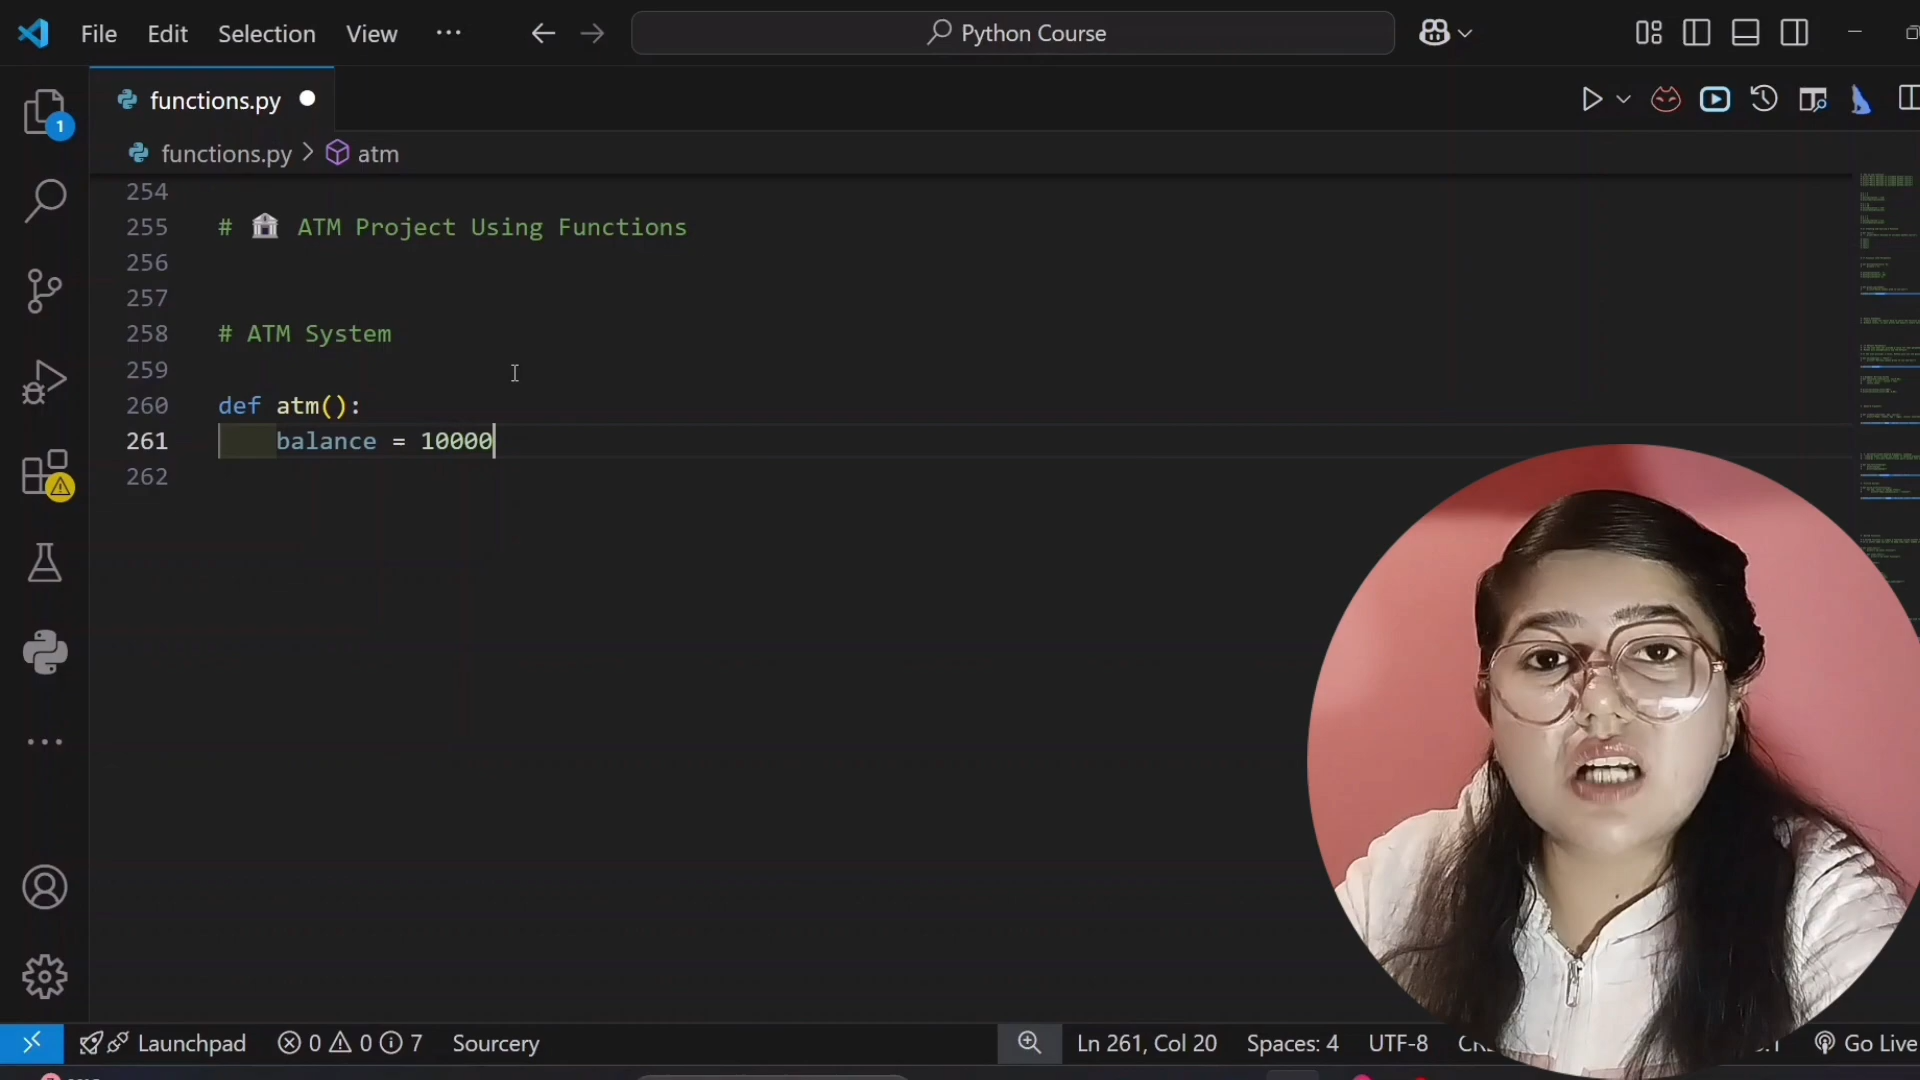 File Edit Selection View ... Python Course
functions.py
functions.py > atm
254
255 # 🏦 ATM Project Using Functions
256
257
258 # ATM System
259
260 def atm():
261 balance = 10000
262
1
Launchpad 0 0 7 Sourcery Ln 261, Col 20 Spaces: 4 UTF-8 Go Live